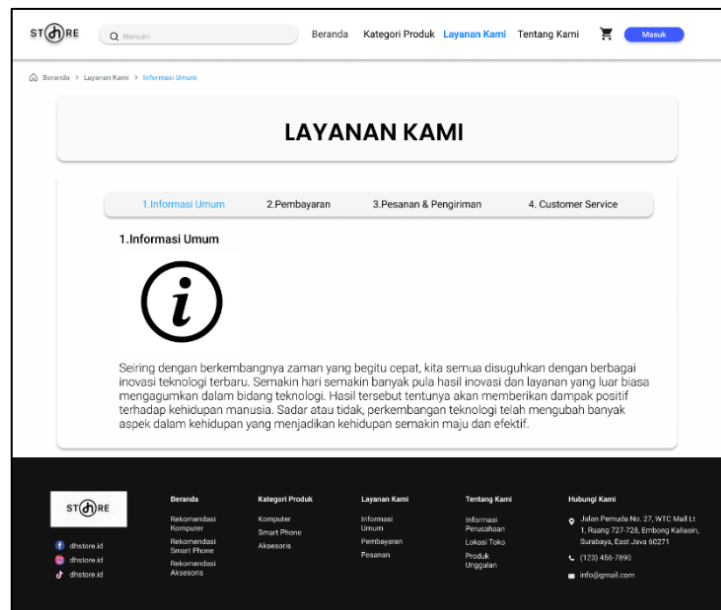 STdhRE
Mencari
Beranda Kategori Produk Layanan Kami Tentang Kami Masuk
Beranda > Layanan Kami > Informasi Umum
LAYANAN KAMI
1.Informasi Umum 2.Pembayaran 3.Pesanan & Pengiriman 4. Customer Service
1.Informasi Umum
i
Seiring dengan berkembangnya zaman yang begitu cepat, kita semua disuguhkan dengan berbagai
inovasi teknologi terbaru. Semakin hari semakin banyak pula hasil inovasi dan layanan yang luar biasa
mengagumkan dalam bidang teknologi. Hasil tersebut tentunya akan memberikan dampak positif
terhadap kehidupan manusia. Sadar atau tidak, perkembangan teknologi telah mengubah banyak
aspek dalam kehidupan yang menjadikan kehidupan semakin maju dan efektif.
STdhRE
dhstore.id
dhstore.id
dhstore.id
Beranda
Rekomendasi
Komputer
Rekomendasi
Smart Phone
Rekomendasi
Aksesoris
Kategori Produk
Komputer
Smart Phone
Aksesoris
Layanan Kami
Informasi
Umum
Pembayaran
Pesanan
Tentang Kami
Informasi
Perusahaan
Lokasi Toko
Produk
Unggulan
Hubungi Kami
Jalan Pemuda No. 27, WTC Mall Lt
1, Ruang 727-728, Embong Kaliasin,
Surabaya, East Java 60271
(123) 456-7890
info@gmail.com